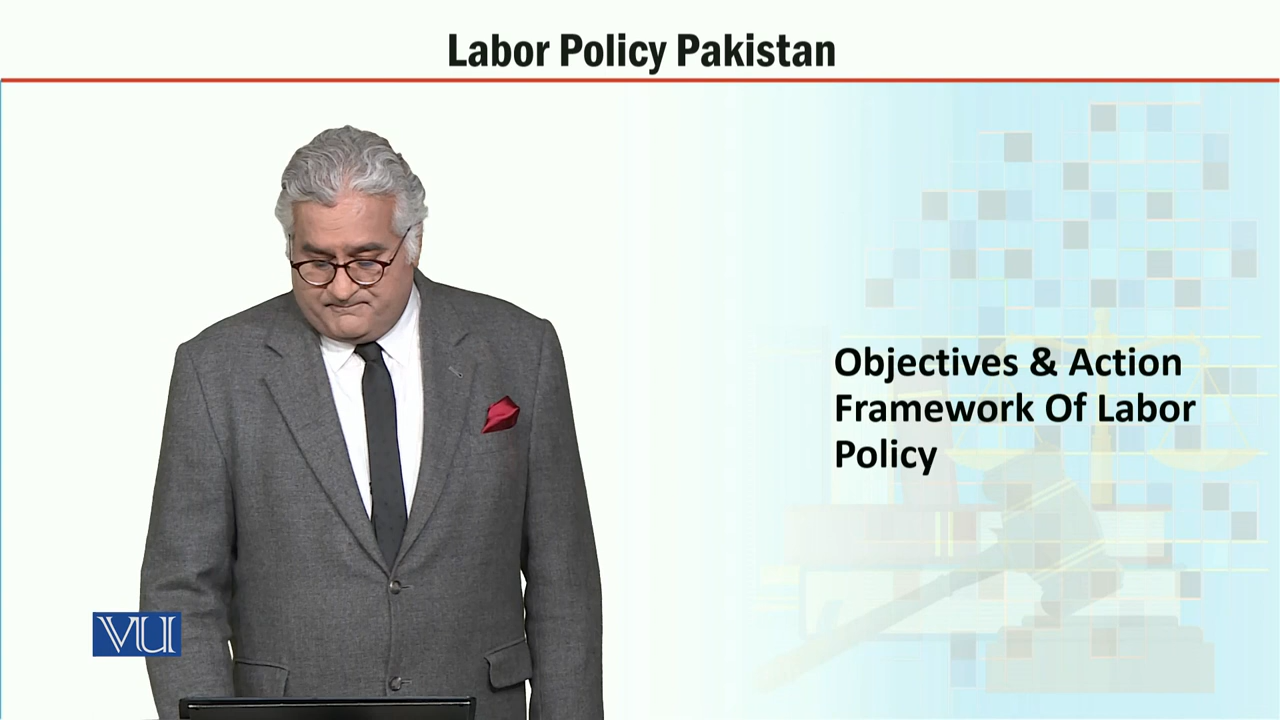 Labor Policy Pakistan
Objectives & Action
Framework Of Labor
Policy
VU